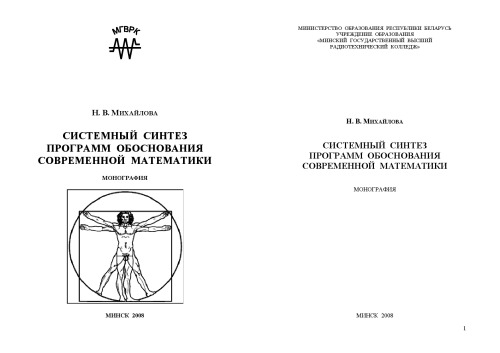 МГВРК
Н. В. Михайлова
СИСТЕМНЫЙ СИНТЕЗ
ПРОГРАММ ОБОСНОВАНИЯ
СОВРЕМЕННОЙ МАТЕМАТИКИ
МОНОГРАФИЯ
МИНСК 2008
МИНИСТЕРСТВО ОБРАЗОВАНИЯ РЕСПУБЛИКИ БЕЛАРУСЬ
УЧРЕЖДЕНИЕ ОБРАЗОВАНИЯ
«МИНСКИЙ ГОСУДАРСТВЕННЫЙ ВЫСШИЙ
РАДИОТЕХНИЧЕСКИЙ КОЛЛЕДЖ»
Н. В. Михайлова
СИСТЕМНЫЙ СИНТЕЗ
ПРОГРАММ ОБОСНОВАНИЯ
СОВРЕМЕННОЙ МАТЕМАТИКИ
МОНОГРАФИЯ
МИНСК 2008
1